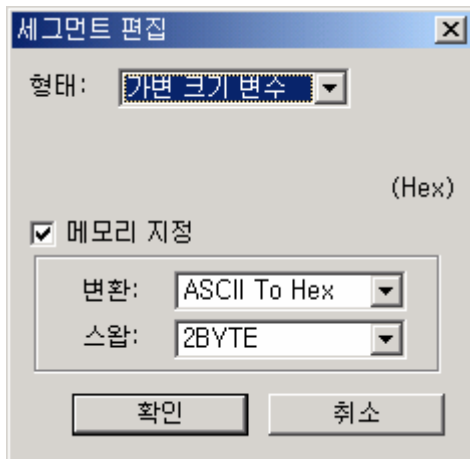 세그먼트 편집
형태: 가변 크기 변수
(Hex)
메모리 지정
변환: ASCII To Hex
스왑: 2BYTE
확인 취소